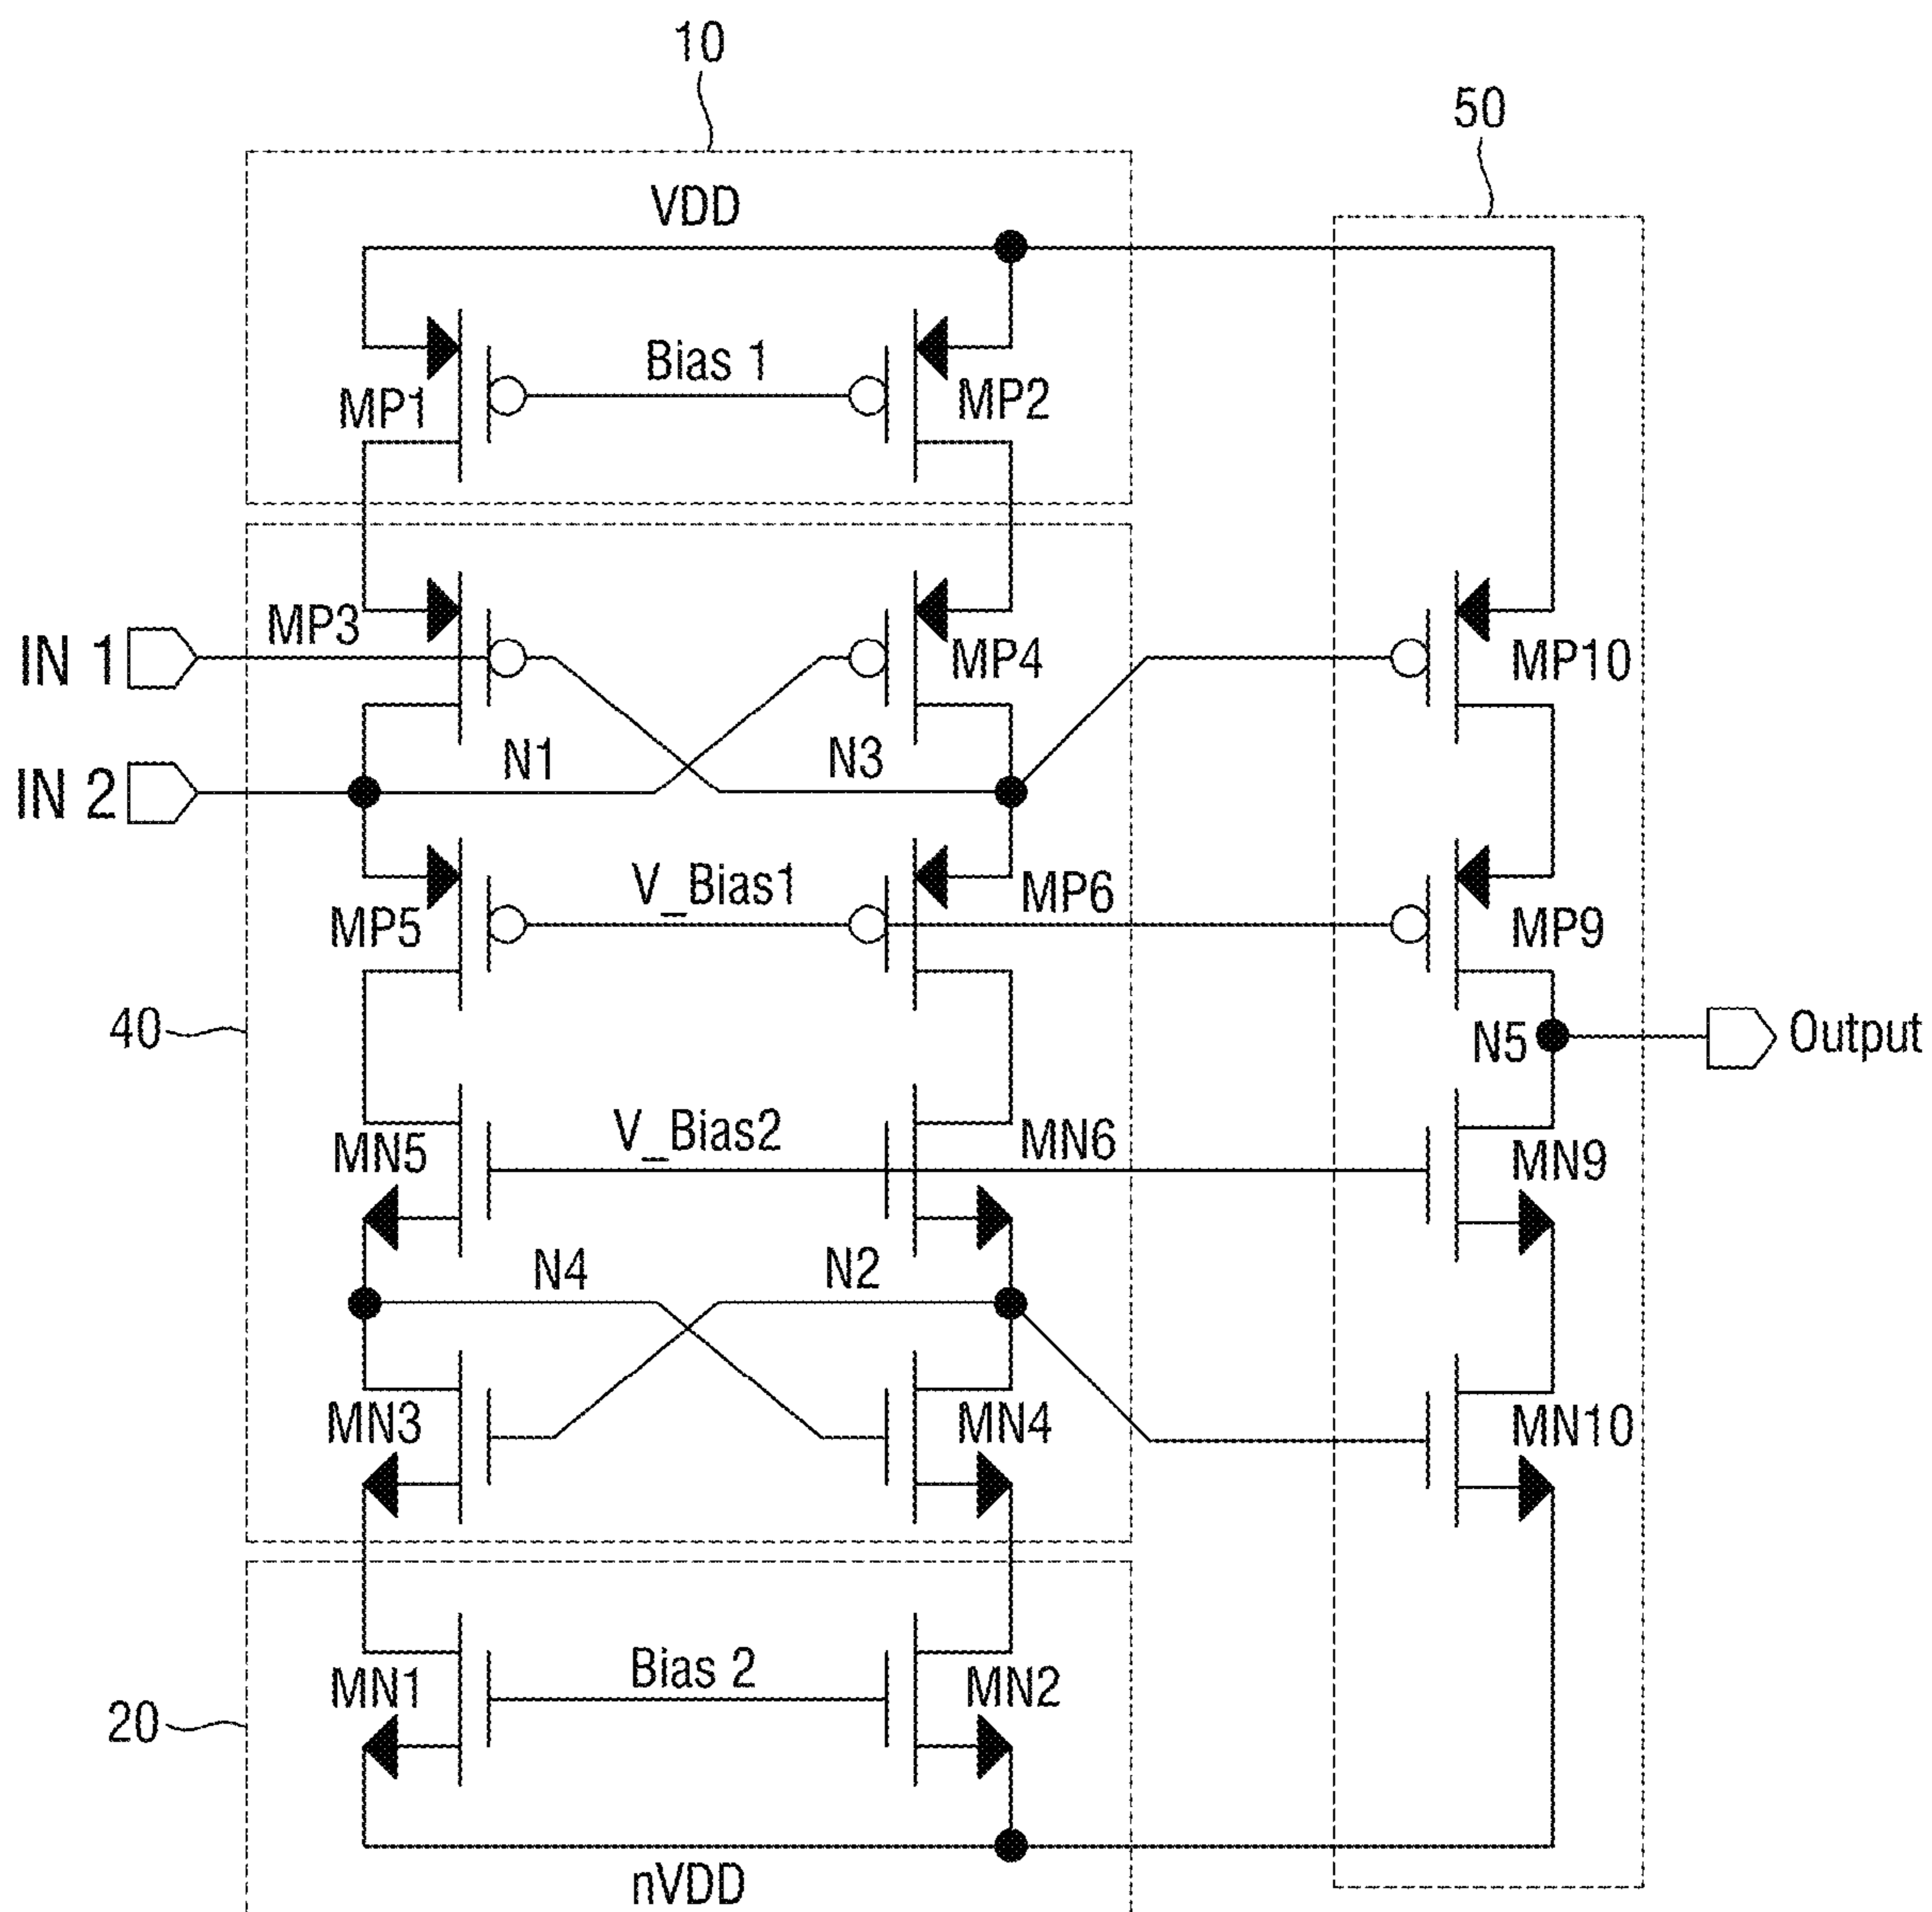 10
50
VDD
Bias 1
MP1
MP2
MP3
MP4
MP10
IN 1
N1
N3
IN 2
V_Bias1
MP5
MP6
MP9
40
N5
Output
V_Bias2
MN5
MN6
MN9
N4
N2
MN3
MN4
MN10
Bias 2
MN1
MN2
20
nVDD